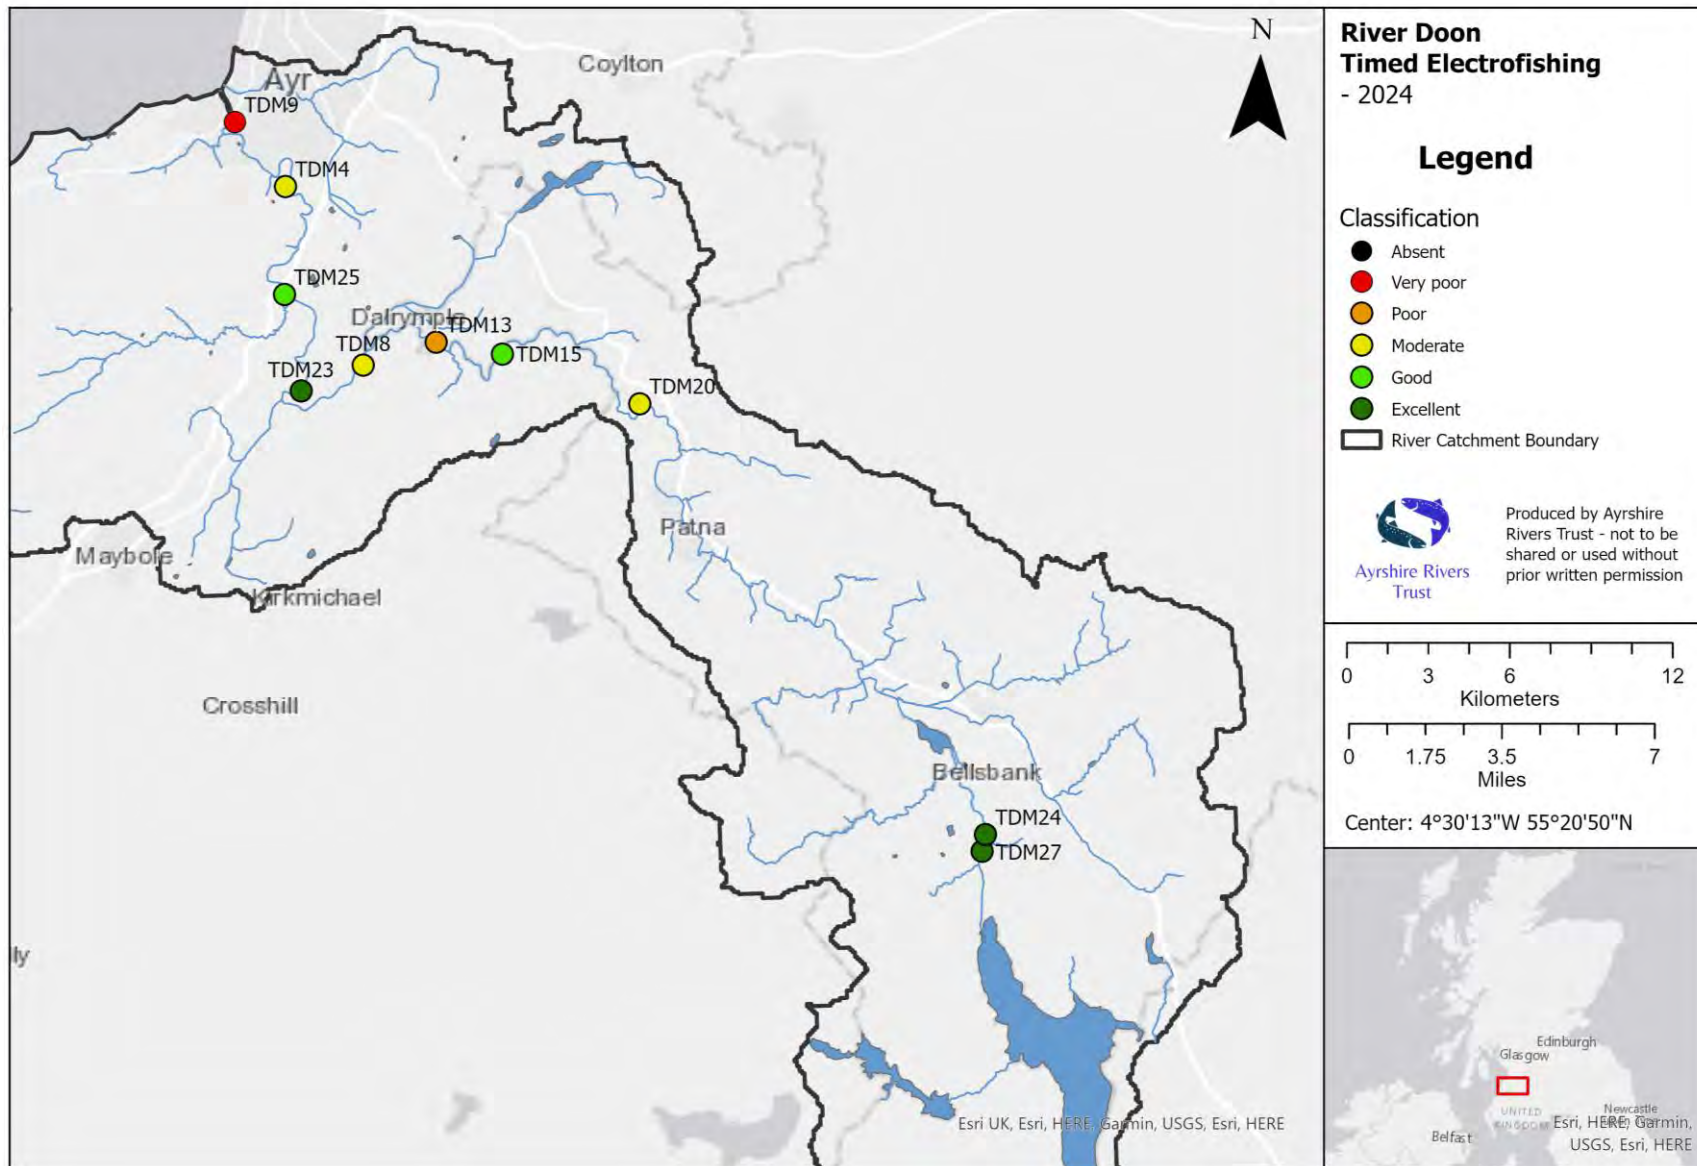 Ayr
Coylton
N
TDM9
TDM4
TDM25
Dalrymple
TDM13
TDM8
TDM15
TDM23
TDM20
Patna
Maybole
Kirkmichael
Crosshill
Bellsbank
TDM24
TDM27
lly
Esri UK, Esri, HERE, Garmin, USGS, Esri, HERE
River Doon
Timed Electrofishing
- 2024
Legend
Classification
Absent
Very poor
Poor
Moderate
Good
Excellent
River Catchment Boundary
Ayrshire Rivers
Trust
Produced by Ayrshire
Rivers Trust - not to be
shared or used without
prior written permission
0 3 6 12
Kilometers
0 1.75 3.5 7
Miles
Center: 4°30'13"W 55°20'50"N
Edinburgh
Glasgow
UNITED
KINGDOM
Newcastle
Belfast
Esri, HERE, Garmin,
USGS, Esri, HERE